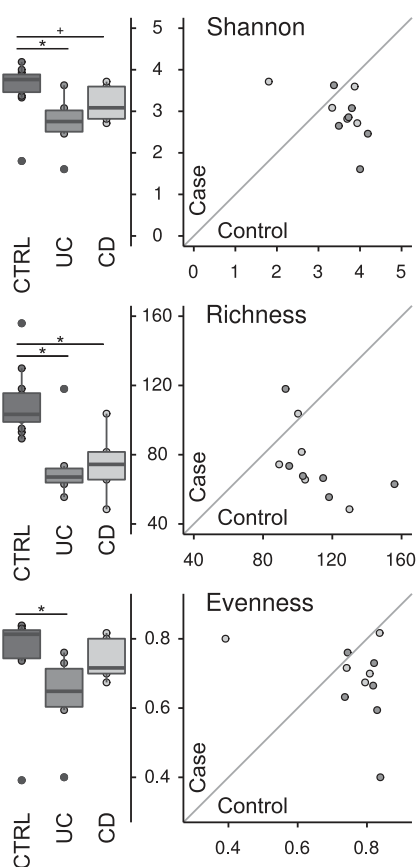 Shannon
+
*
5
4
3
2
1
0
Case
Control
CTRL
UC
CD
0 1 2 3 4 5
Richness
*
*
160
120
80
40
Case
Control
CTRL
UC
CD
40 80 120 160
Evenness
*
0.8
0.6
0.4
Case
Control
CTRL
UC
CD
0.4 0.6 0.8